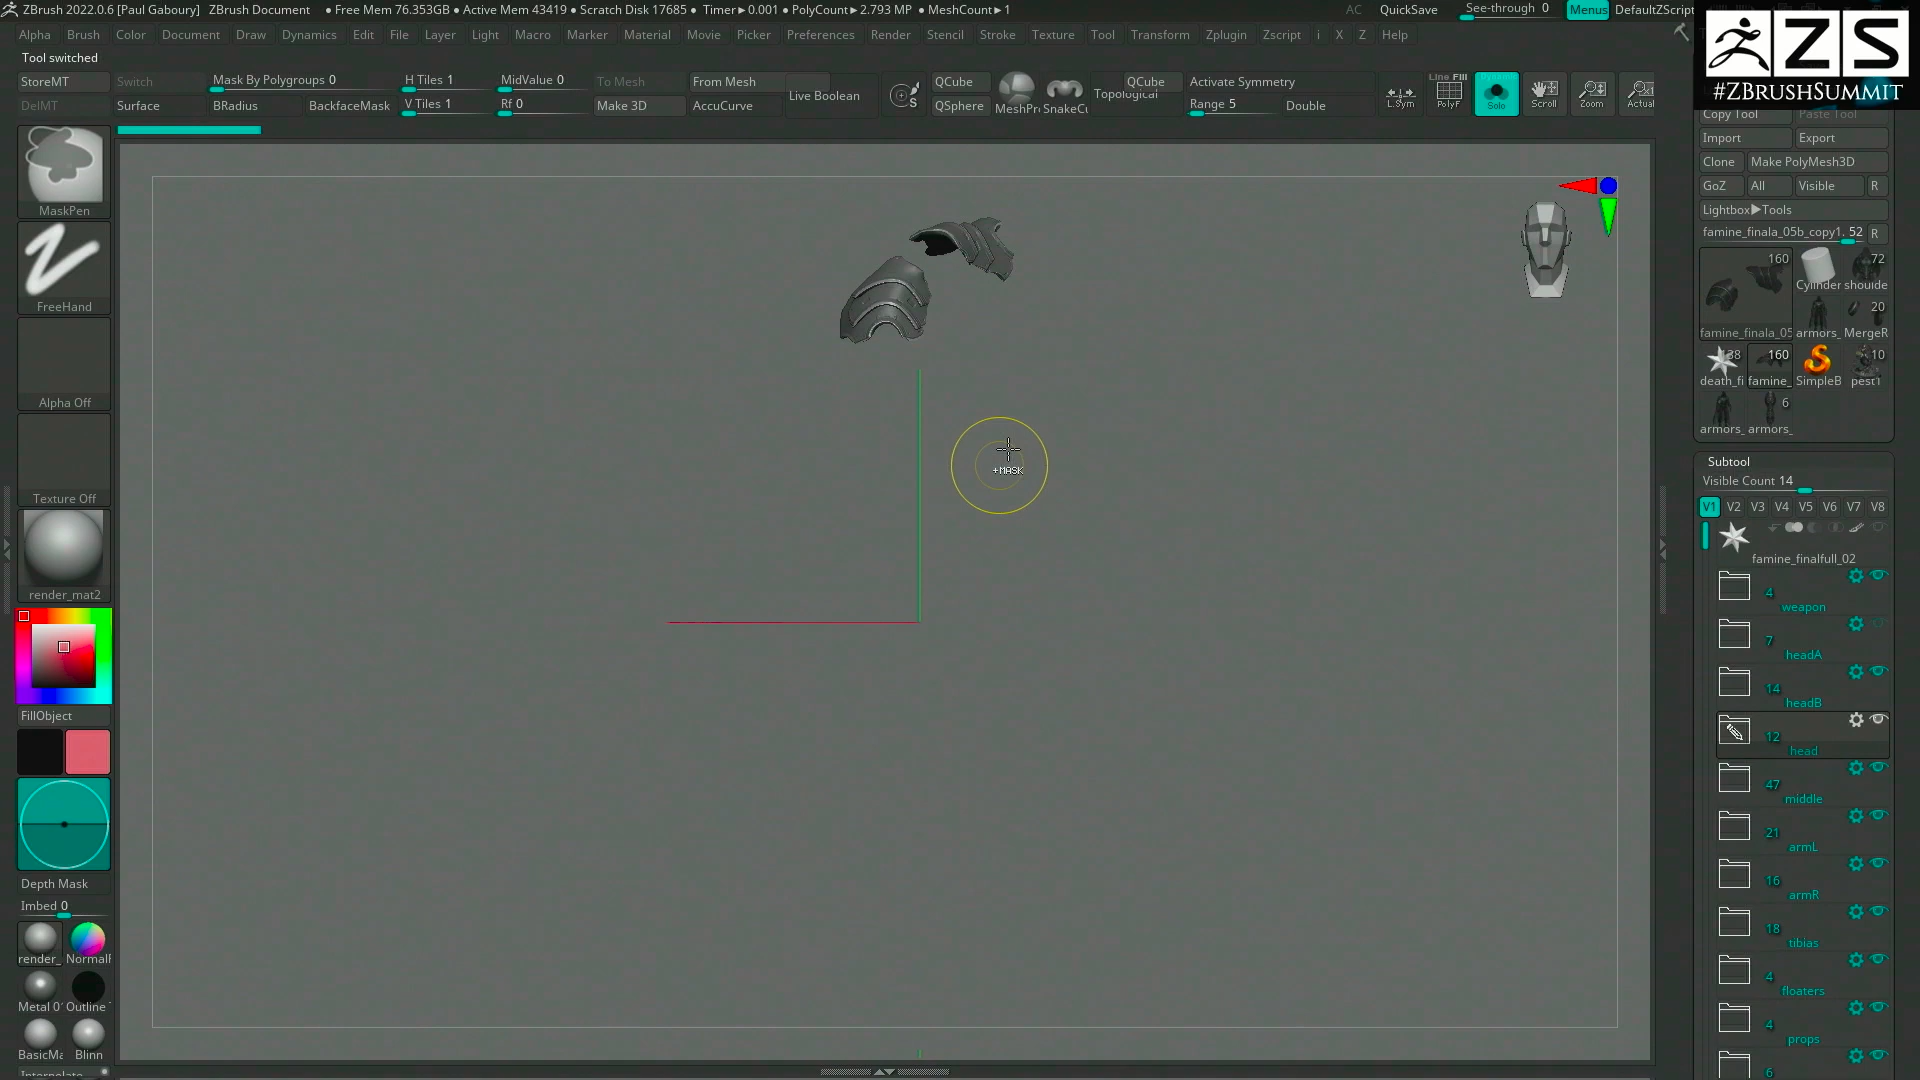 ZBrush 2022.0.6 [Paul Gaboury] ZBrush Document • Free Mem 76.353GB • Active Mem 43419 • Scratch Disk 17685 • Timer▶0.001 • PolyCount▶2.793 MP • MeshCount▶1 AC QuickSave See-through 0 Menus DefaultZScript
Alpha Brush Color Document Draw Dynamics Edit File Layer Light Macro Marker Material Movie Picker Preferences Render Stencil Stroke Texture Tool Transform Zplugin Zscript i X Z Help
ZS
#ZBRUSHSUMMIT
Tool switched
StoreMT Switch Mask By Polygroups 0 H Tiles 1 MidValue 0 To Mesh From Mesh Live Boolean QCube QCube Activate Symmetry
DelMT Surface BRadius BackfaceMask V Tiles 1 Rf 0 Make 3D AccuCurve QSphere MeshPr SnakeCu Topological Range 5 Double
L.Sym Line Fill PolyF Dynamic Solo Scroll Zoom Actual
MaskPen
FreeHand
Alpha Off
Texture Off
render_mat2
FillObject
Depth Mask
Imbed 0
render_ NormalF
Metal 01 Outline
BasicMa Blinn
Interpolate
+MASK
Copy Tool Paste Tool
Import Export
Clone Make PolyMesh3D
GoZ All Visible R
Lightbox▶Tools
famine_finala_05b_copy1. 52 R
160 72
Cylinder shoulde
20
famine_finala_05 armors_ MergeR
138 160 10
death_fi famine_ SimpleB pest1
6
armors_ armors_
Subtool
Visible Count 14
V1 V2 V3 V4 V5 V6 V7 V8
famine_finalfull_02
4
weapon
7
headA
14
headB
12
head
47
middle
21
armL
16
armR
18
tibias
4
floaters
4
props
6